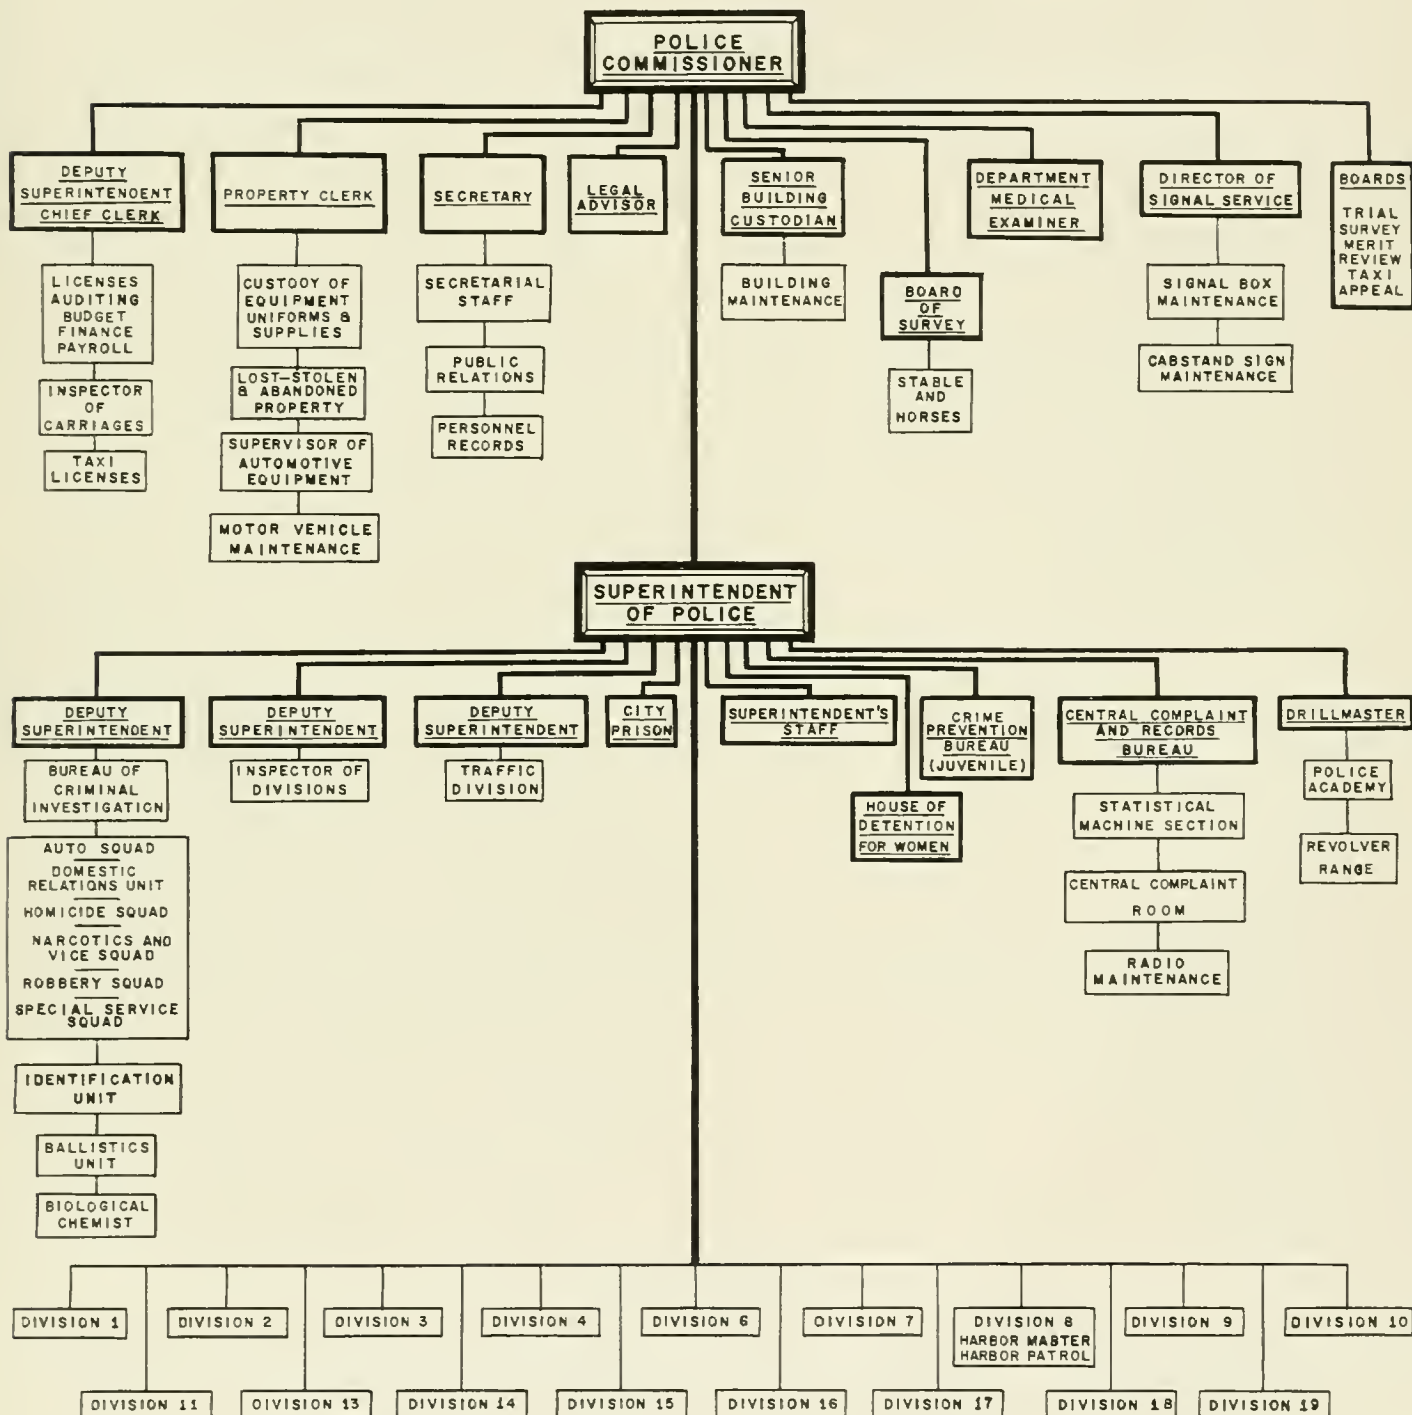 POLICE
COMMISSIONER
DEPUTY
SUPERINTENDENT
CHIEF CLERK
LICENSES
AUDITING
BUDGET
FINANCE
PAYROLL
INSPECTOR
OF
CARRIAGES
TAXI
LICENSES
PROPERTY CLERK
CUSTODY OF
EQUIPMENT
UNIFORMS &
SUPPLIES
LOST-STOLEN
& ABANDONED
PROPERTY
SUPERVISOR OF
AUTOMOTIVE
EQUIPMENT
MOTOR VEHICLE
MAINTENANCE
SECRETARY
SECRETARIAL
STAFF
PUBLIC
RELATIONS
PERSONNEL
RECORDS
LEGAL
ADVISOR
SENIOR
BUILDING
CUSTODIAN
BUILDING
MAINTENANCE
BOARD
OF
SURVEY
STABLE
AND
HORSES
DEPARTMENT
MEDICAL
EXAMINER
DIRECTOR OF
SIGNAL SERVICE
SIGNAL BOX
MAINTENANCE
CABSTAND SIGN
MAINTENANCE
BOARDS
TRIAL
SURVEY
MERIT
REVIEW
TAXI
APPEAL
SUPERINTENDENT
OF POLICE
DEPUTY
SUPERINTENDENT
BUREAU OF
CRIMINAL
INVESTIGATION
AUTO SQUAD
DOMESTIC
RELATIONS UNIT
HOMICIDE SQUAD
NARCOTICS AND
VICE SQUAD
ROBBERY SQUAD
SPECIAL SERVICE
SQUAD
IDENTIFICATION
UNIT
BALLISTICS
UNIT
BIOLOGICAL
CHEMIST
DEPUTY
SUPERINTENDENT
INSPECTOR OF
DIVISIONS
DEPUTY
SUPERINTENDENT
TRAFFIC
DIVISION
CITY
PRISON
SUPERINTENDENT'S
STAFF
HOUSE OF
DETENTION
FOR WOMEN
CRIME
PREVENTION
BUREAU
(JUVENILE)
CENTRAL COMPLAINT
AND RECORDS
BUREAU
STATISTICAL
MACHINE SECTION
CENTRAL COMPLAINT
ROOM
RADIO
MAINTENANCE
DRILLMASTER
POLICE
ACADEMY
REVOLVER
RANGE
DIVISION 1
DIVISION 2
DIVISION 3
DIVISION 4
DIVISION 6
DIVISION 7
DIVISION 8
HARBOR MASTER
HARBOR PATROL
DIVISION 9
DIVISION 10
DIVISION 11
DIVISION 13
DIVISION 14
DIVISION 15
DIVISION 16
DIVISION 17
DIVISION 18
DIVISION 19